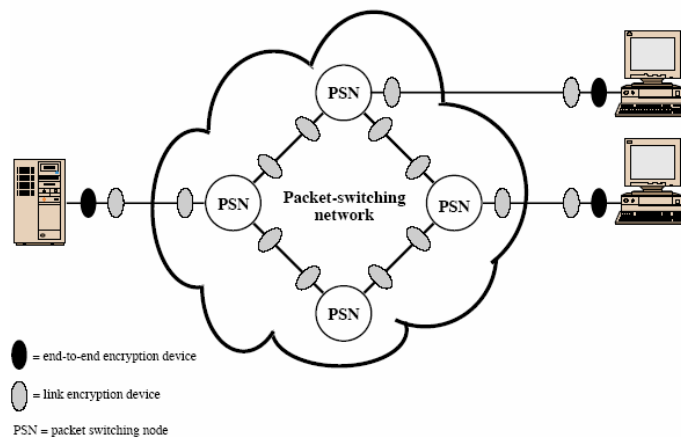 PSN
PSN
Packet-switching
network
PSN
PSN
= end-to-end encryption device
= link encryption device
PSN = packet switching node